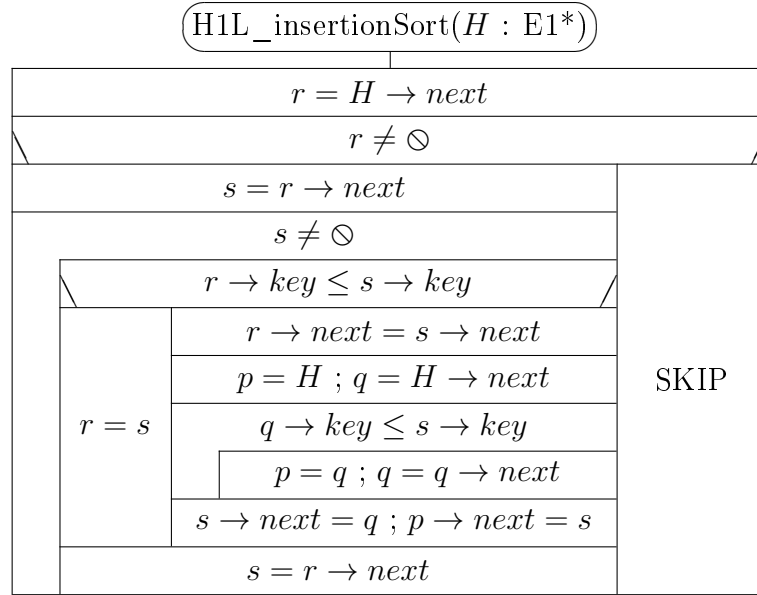 H1L_insertionSort(H : E1*)
r = H → next
r ≠ ⦸
s = r → next
s ≠ ⦸
r → key ≤ s → key
r → next = s → next
p = H ; q = H → next
SKIP
r = s
q → key ≤ s → key
p = q ; q = q → next
s → next = q ; p → next = s
s = r → next